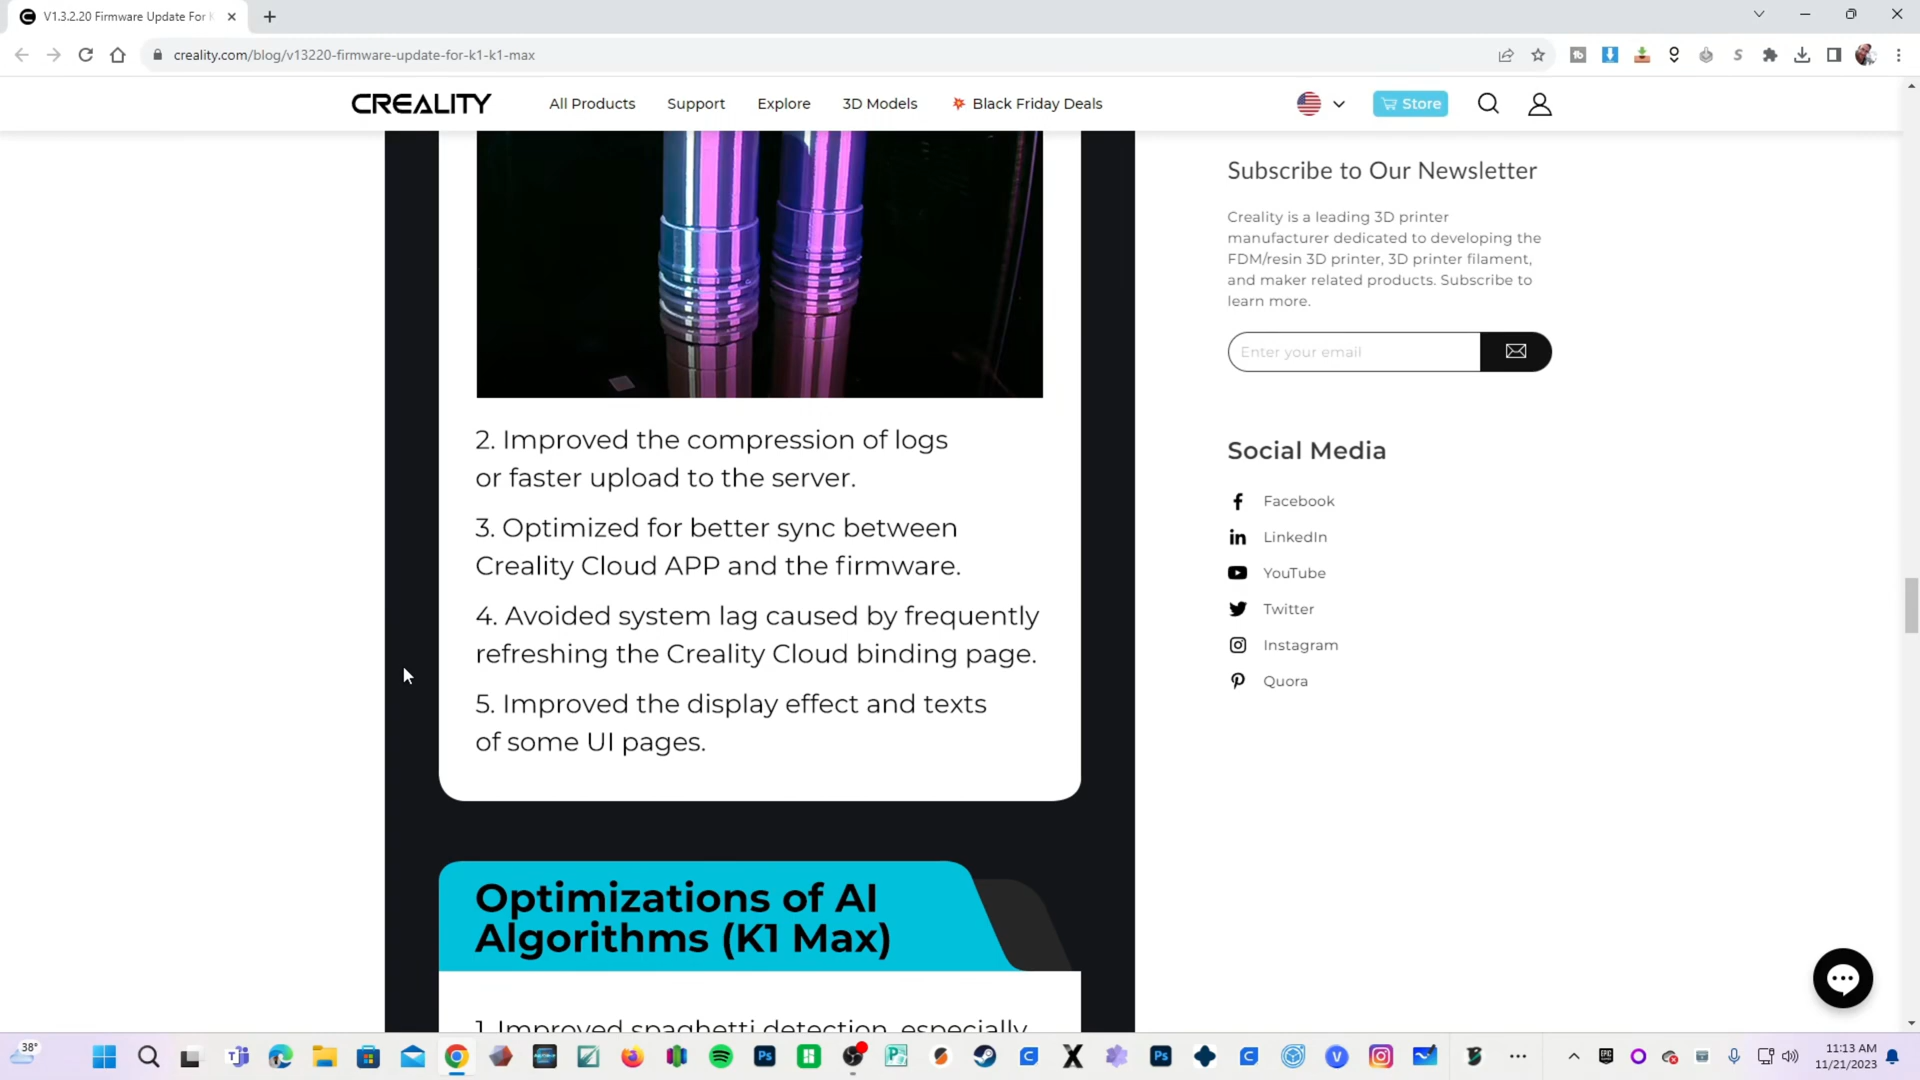 V1.3.2.20 Firmware Update For K
creality.com/blog/v13220-firmware-update-for-k1-k1-max
CREALITY
All Products
Support
Explore
3D Models
Black Friday Deals
Store
2. Improved the compression of logs
or faster upload to the server.
3. Optimized for better sync between
Creality Cloud APP and the firmware.
4. Avoided system lag caused by frequently
refreshing the Creality Cloud binding page.
5. Improved the display effect and texts
of some UI pages.
Optimizations of AI
Algorithms (K1 Max)
1. Improved spaghetti detection, especially
Subscribe to Our Newsletter
Creality is a leading 3D printer
manufacturer dedicated to developing the
FDM/resin 3D printer, 3D printer filament,
and maker related products. Subscribe to
learn more.
Enter your email
Social Media
Facebook
LinkedIn
YouTube
Twitter
Instagram
Quora
38°
11:13 AM
11/21/2023